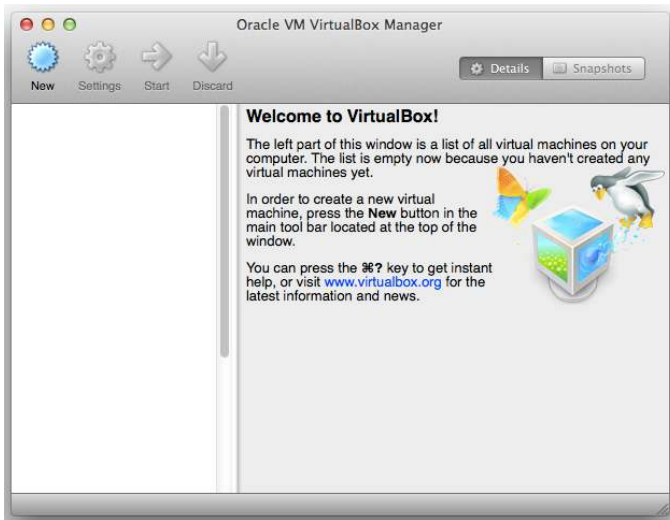 Oracle VM VirtualBox Manager
New Settings Start Discard
Details Snapshots
Welcome to VirtualBox!
The left part of this window is a list of all virtual machines on your
computer. The list is empty now because you haven't created any
virtual machines yet.
In order to create a new virtual
machine, press the New button in the
main tool bar located at the top of the
window.
You can press the ⌘? key to get instant
help, or visit www.virtualbox.org for the
latest information and news.